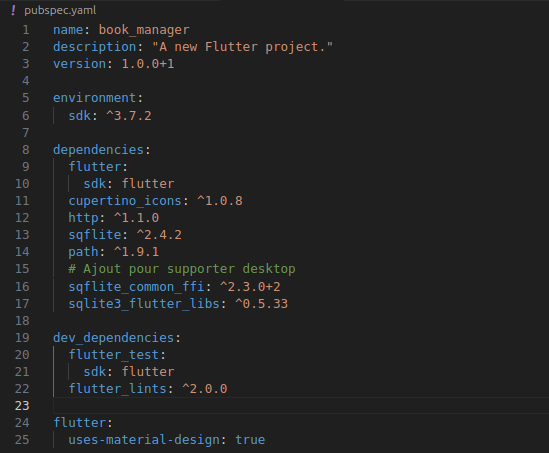 ! pubspec.yaml
1 name: book_manager
2 description: "A new Flutter project."
3 version: 1.0.0+1
4
5 environment:
6 sdk: ^3.7.2
7
8 dependencies:
9 flutter:
10 sdk: flutter
11 cupertino_icons: ^1.0.8
12 http: ^1.1.0
13 sqflite: ^2.4.2
14 path: ^1.9.1
15 # Ajout pour supporter desktop
16 sqflite_common_ffi: ^2.3.0+2
17 sqlite3_flutter_libs: ^0.5.33
18
19 dev_dependencies:
20 flutter_test:
21 sdk: flutter
22 flutter_lints: ^2.0.0
23
24 flutter:
25 uses-material-design: true